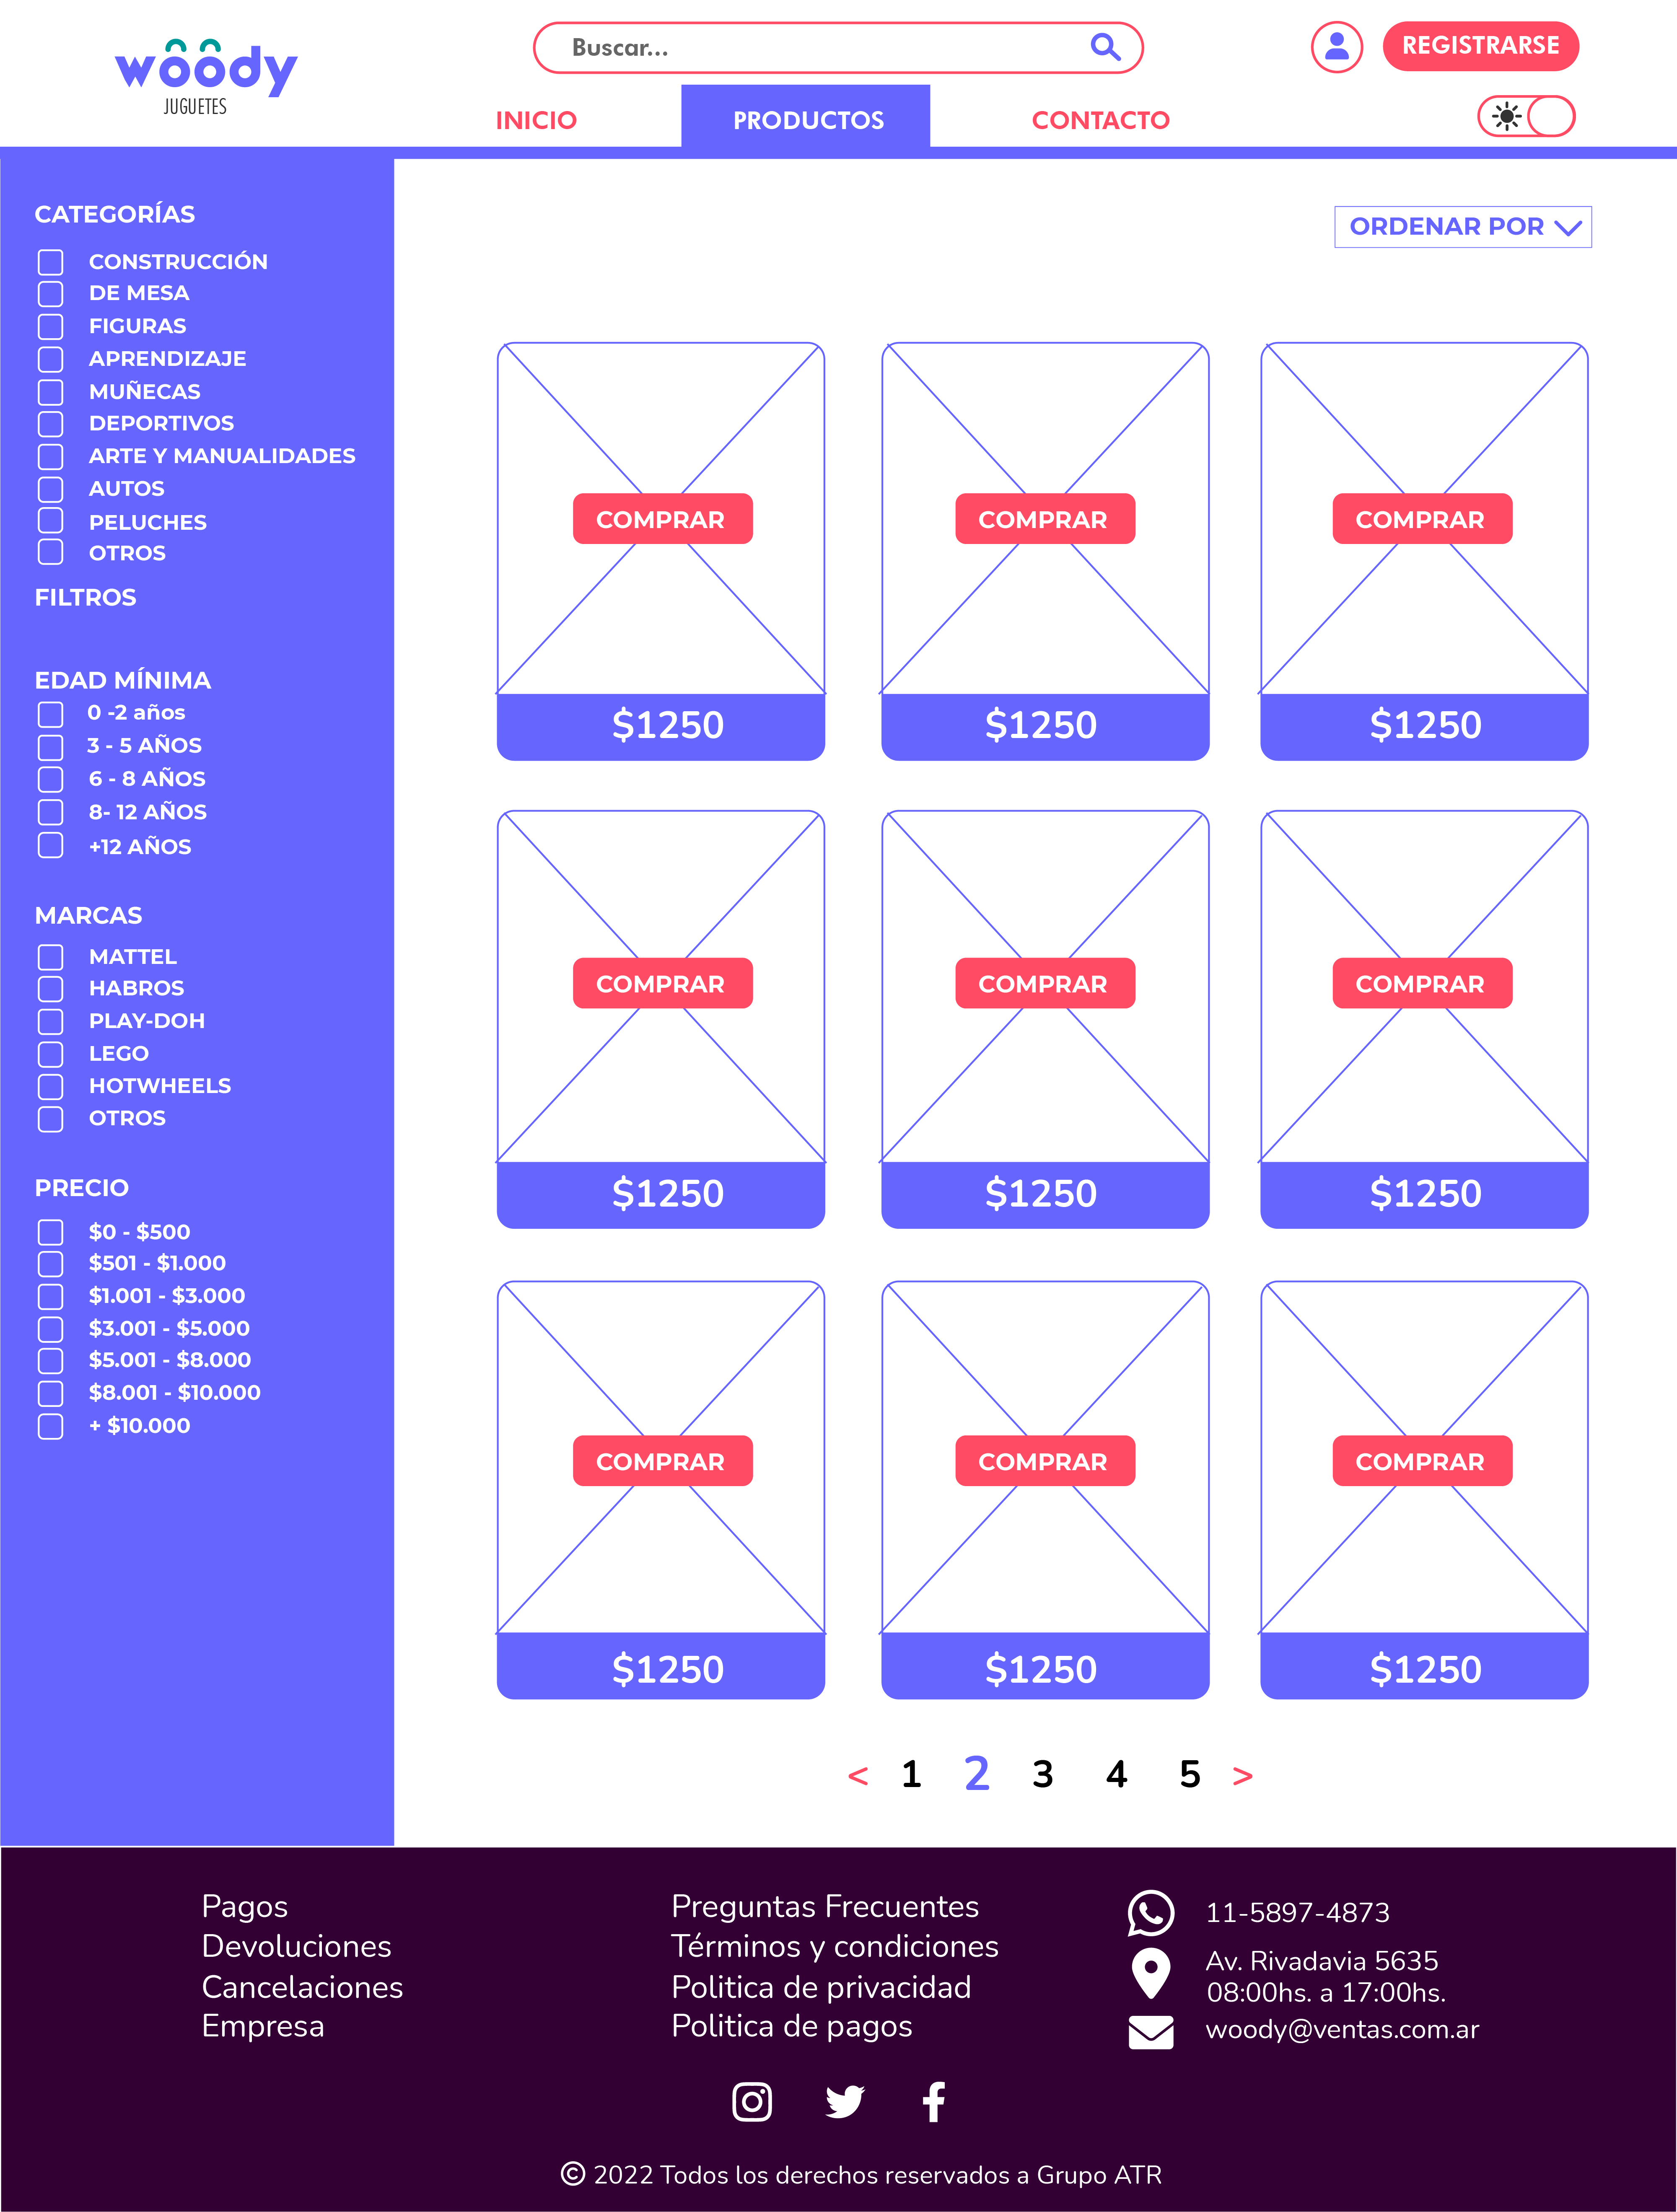 Buscar...
REGISTRARSE
woody
JUGUETES
INICIO
PRODUCTOS
CONTACTO
CATEGORÍAS
CONSTRUCCIÓN
DE MESA
FIGURAS
APRENDIZAJE
MUÑECAS
DEPORTIVOS
ARTE Y MANUALIDADES
AUTOS
PELUCHES
OTROS
FILTROS
EDAD MÍNIMA
0 -2 años
3 - 5 AÑOS
6 - 8 AÑOS
8- 12 AÑOS
+12 AÑOS
MARCAS
MATTEL
HABROS
PLAY-DOH
LEGO
HOTWHEELS
OTROS
PRECIO
$0 - $500
$501 - $1.000
$1.001 - $3.000
$3.001 - $5.000
$5.001 - $8.000
$8.001 - $10.000
+ $10.000
ORDENAR POR
COMPRAR
COMPRAR
COMPRAR
$1250
$1250
$1250
COMPRAR
COMPRAR
COMPRAR
$1250
$1250
$1250
COMPRAR
COMPRAR
COMPRAR
$1250
$1250
$1250
< 1 2 3 4 5 >
Pagos
Devoluciones
Cancelaciones
Empresa
Preguntas Frecuentes
Términos y condiciones
Politica de privacidad
Politica de pagos
11-5897-4873
Av. Rivadavia 5635
08:00hs. a 17:00hs.
woody@ventas.com.ar
© 2022 Todos los derechos reservados a Grupo ATR